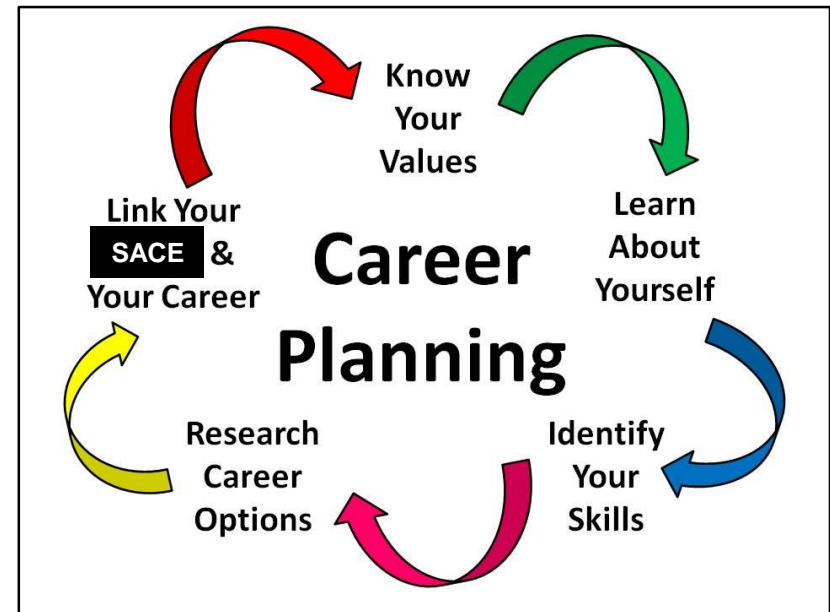 Career
Planning
Know
Your
Values
Learn
About
Yourself
Identify
Your
Skills
Research
Career
Options
Link Your
SACE &
Your Career